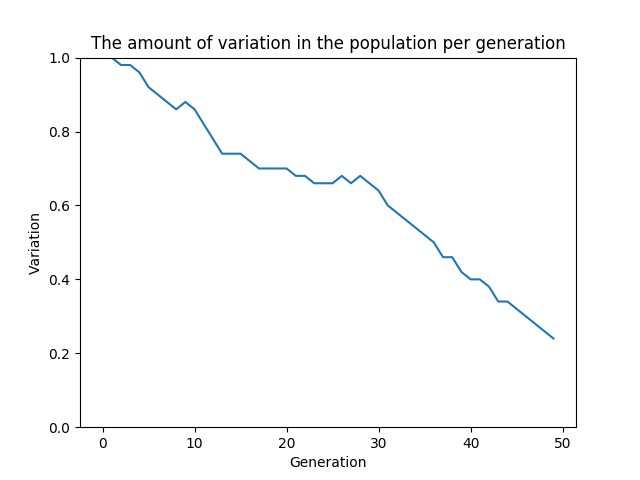 The amount of variation in the population per generation
1.0
0.8
0.6
0.4
0.2
0.0
Variation
0 10 20 30 40 50
Generation